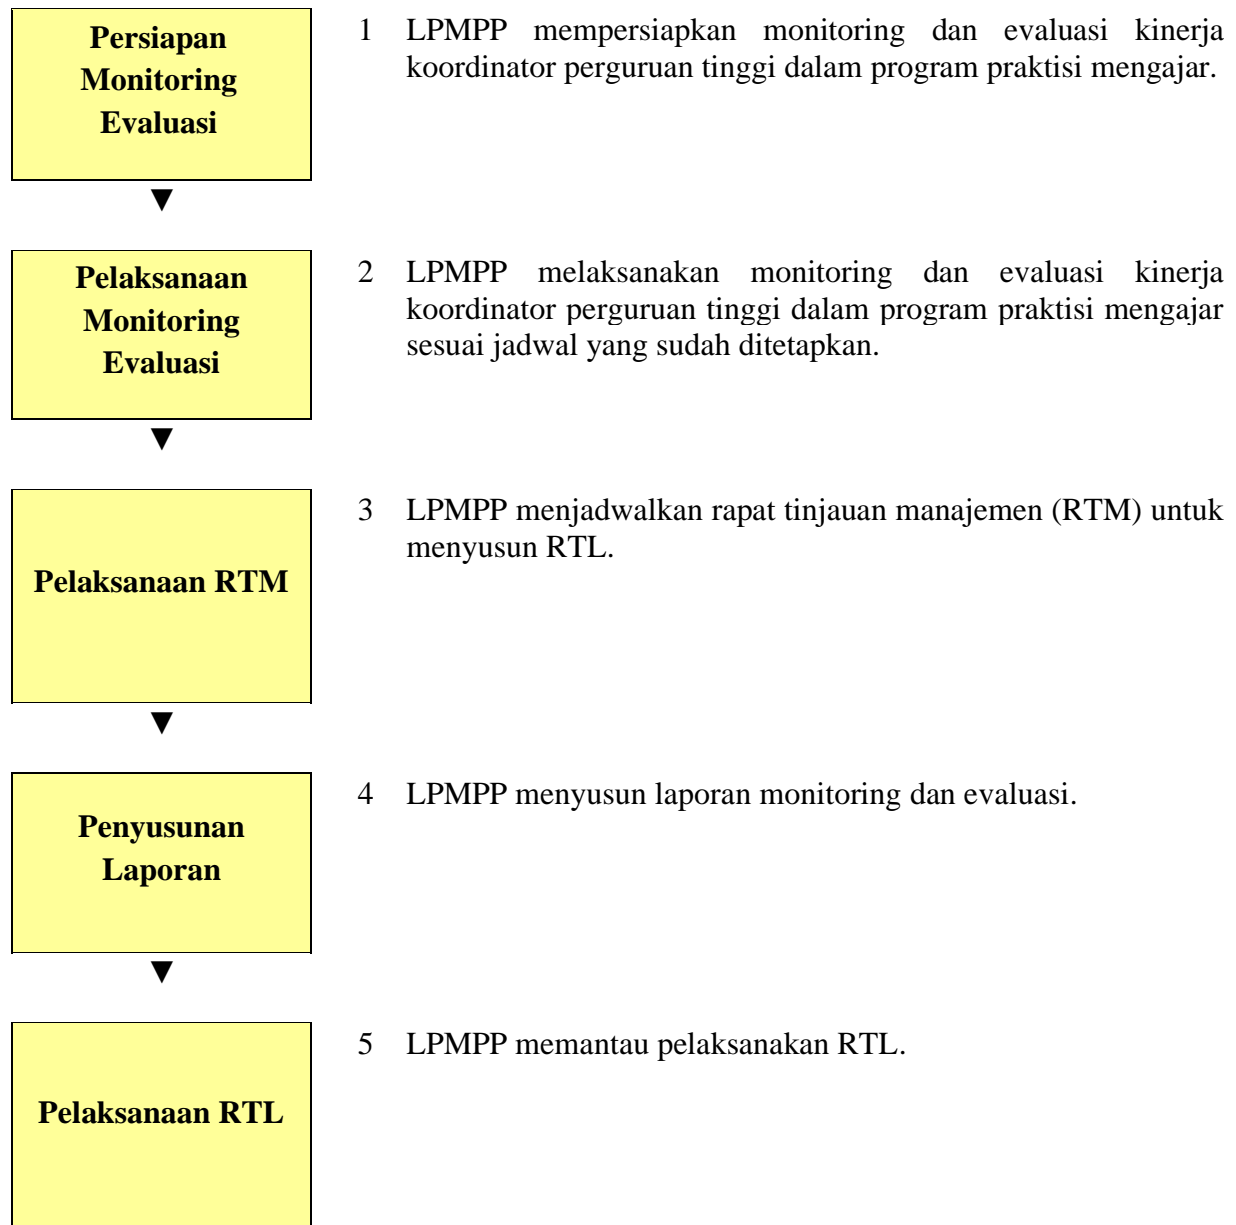 Persiapan
Monitoring
Evaluasi
1 LPMPP mempersiapkan monitoring dan evaluasi kinerja
koordinator perguruan tinggi dalam program praktisi mengajar.
▼
Pelaksanaan
Monitoring
Evaluasi
2 LPMPP melaksanakan monitoring dan evaluasi kinerja
koordinator perguruan tinggi dalam program praktisi mengajar
sesuai jadwal yang sudah ditetapkan.
▼
Pelaksanaan RTM
3 LPMPP menjadwalkan rapat tinjauan manajemen (RTM) untuk
menyusun RTL.
▼
Penyusunan
Laporan
4 LPMPP menyusun laporan monitoring dan evaluasi.
▼
Pelaksanaan RTL
5 LPMPP memantau pelaksanakan RTL.